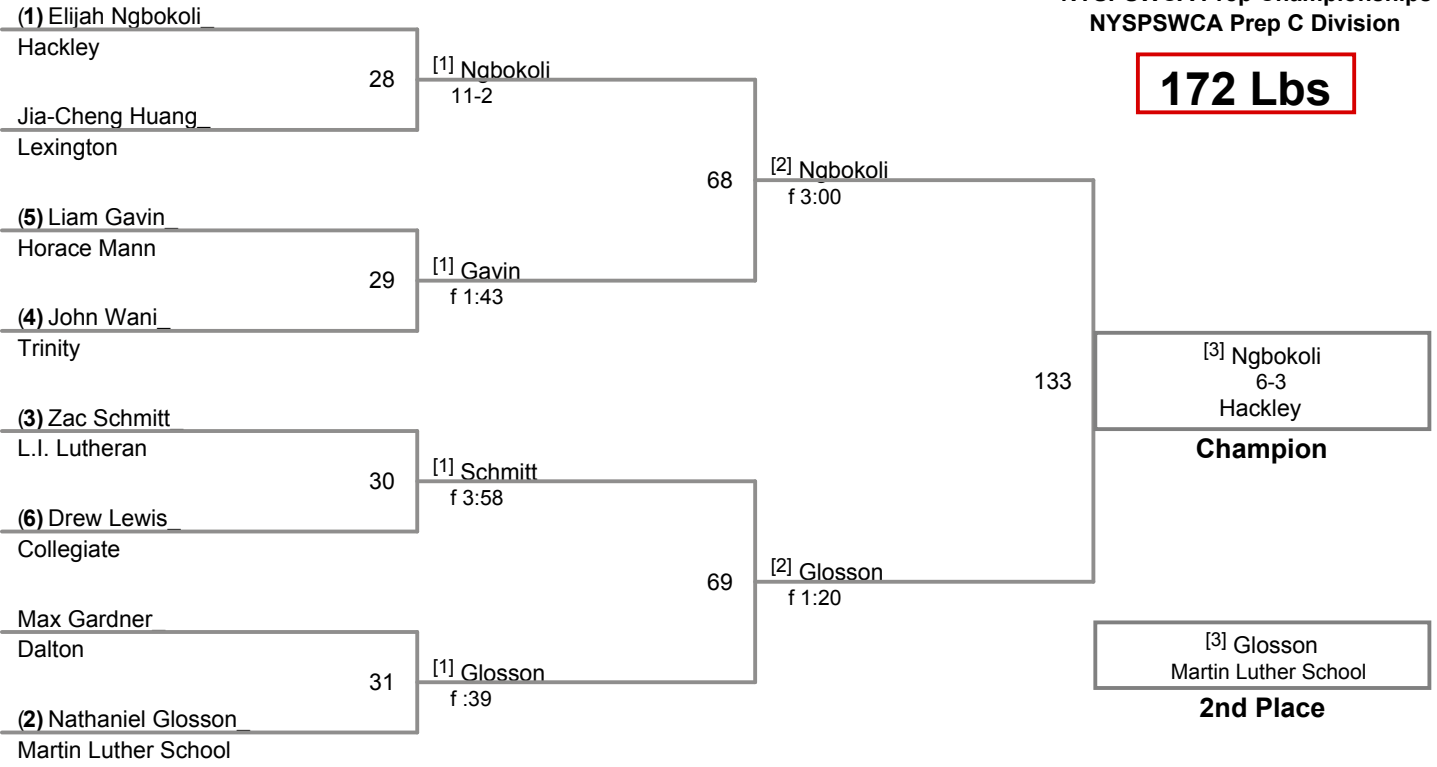 NYSPSWCA Prep Championships
NYSPSWCA Prep C Division
172 Lbs
(1) Elijah Ngbokoli_
Hackley
28
[1] Ngbokoli
11-2
Jia-Cheng Huang_
Lexington
68
[2] Ngbokoli
f 3:00
(5) Liam Gavin_
Horace Mann
29
[1] Gavin
f 1:43
(4) John Wani_
Trinity
133
[3] Ngbokoli
6-3
Hackley
Champion
(3) Zac Schmitt_
L.I. Lutheran
30
[1] Schmitt
f 3:58
(6) Drew Lewis_
Collegiate
69
[2] Glosson
f 1:20
Max Gardner_
Dalton
31
[1] Glosson
f :39
(2) Nathaniel Glosson_
Martin Luther School
[3] Glosson
Martin Luther School
2nd Place